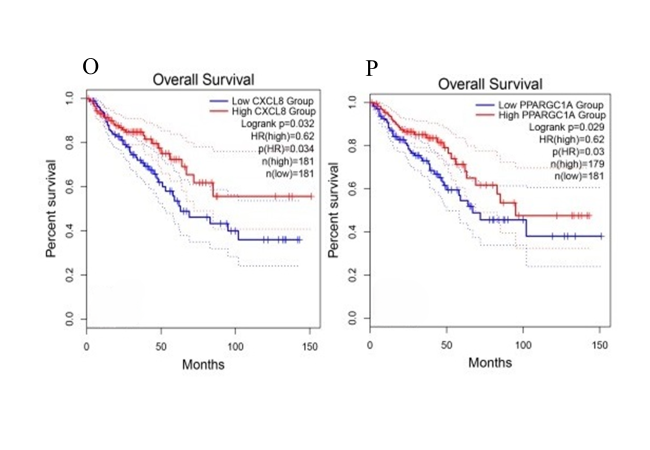 O
Overall Survival
Low CXCL8 Group
High CXCL8 Group
Logrank p=0.032
HR(high)=0.62
p(HR)=0.034
n(high)=181
n(low)=181
Percent survival
0.0
0.2
0.4
0.6
0.8
1.0
0
50
100
150
Months
P
Overall Survival
Low PPARGC1A Group
High PPARGC1A Group
Logrank p=0.029
HR(high)=0.62
p(HR)=0.03
n(high)=179
n(low)=181
Percent survival
0.0
0.2
0.4
0.6
0.8
1.0
0
50
100
150
Months